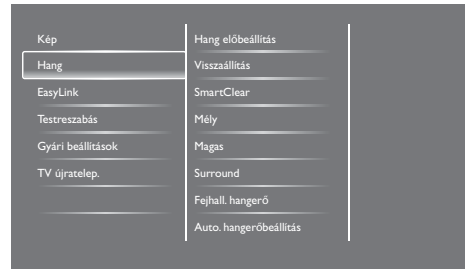 Kép
Hang
EasyLink
Testreszabás
Gyári beállítások
TV újratelep.
Hang előbeállítás
Visszaállítás
SmartClear
Mély
Magas
Surround
Fejhall. hangerő
Auto. hangerőbeállítás